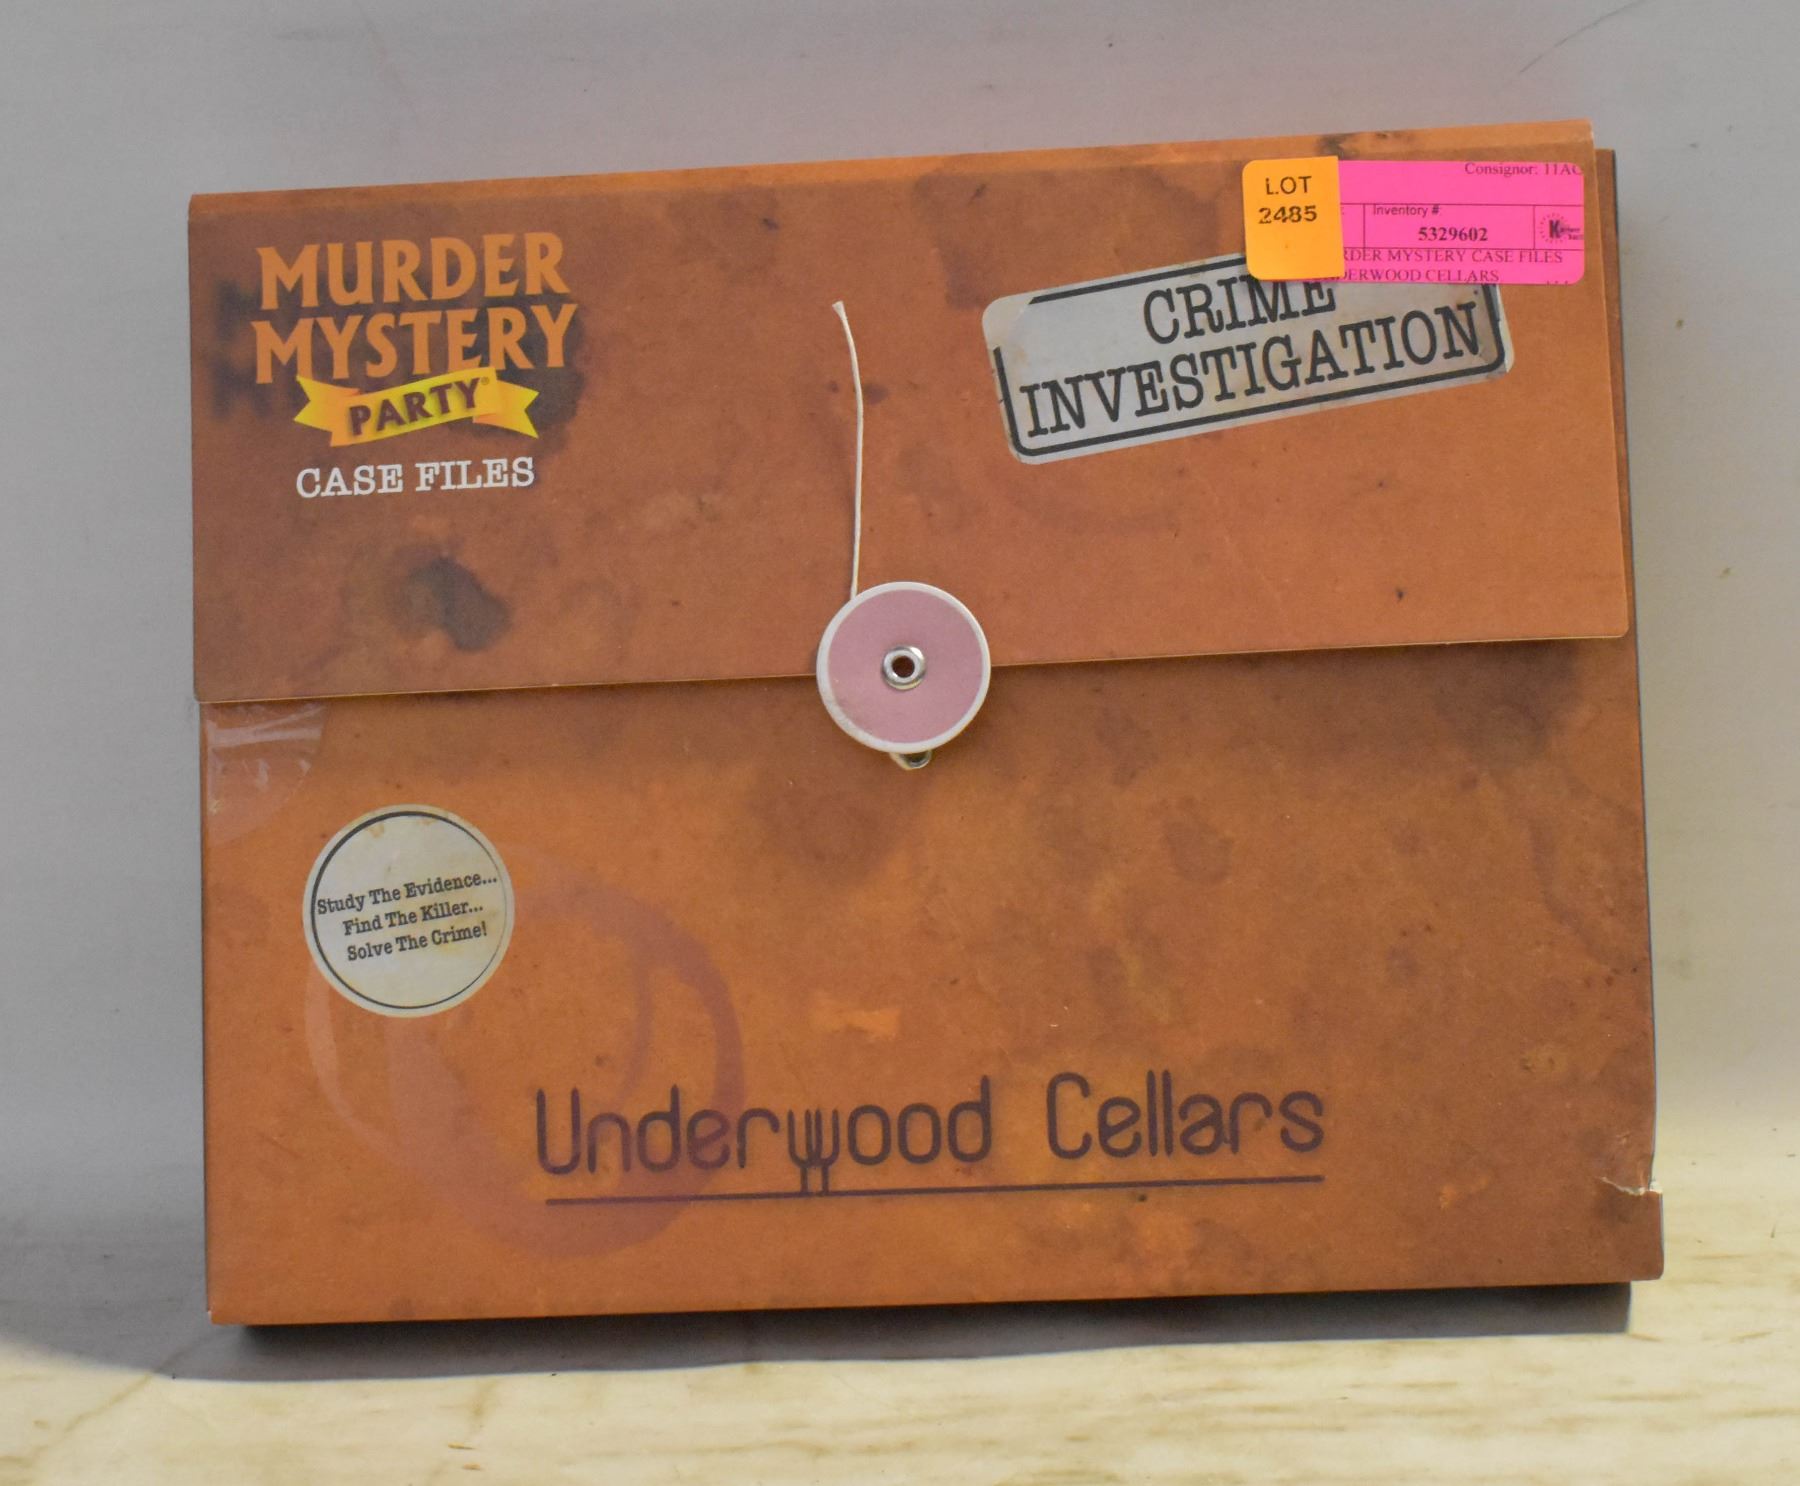 MURDER
MYSTERY
PARTY®
CASE FILES
LOT
2485
Consignor: 11AC
Inventory #:
5329602
RDER MYSTERY CASE FILES
DERWOOD CELLARS
CRIME
INVESTIGATION
Study The Evidence...
Find The Killer...
Solve The Crime!
Underwood Cellars